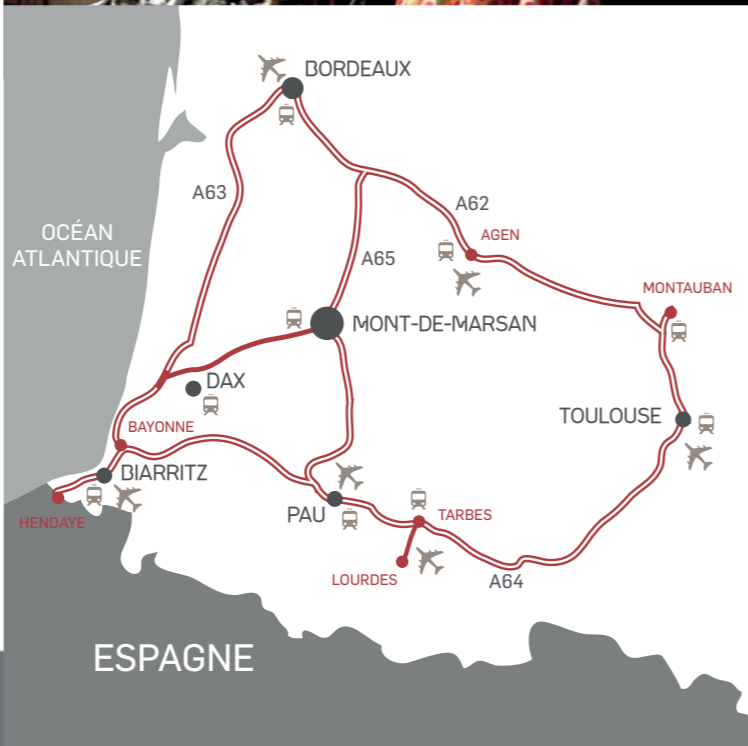 BORDEAUX
A63
A62
OCÉAN
ATLANTIQUE
AGEN
A65
MONTAUBAN
MONT-DE-MARSAN
DAX
TOULOUSE
BAYONNE
BIARRITZ
PAU
TARBES
HENDAYE
LOURDES
A64
ESPAGNE